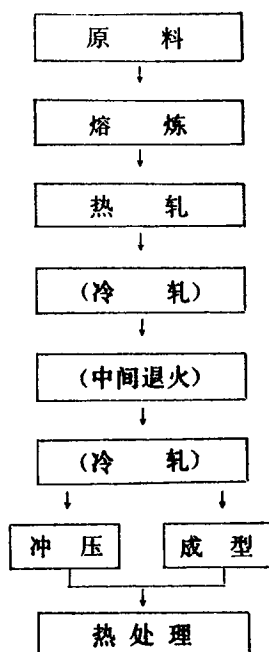 原 料
熔 炼
热 轧
(冷 轧)
(中间退火)
(冷 轧)
冲 压 成 型
热 处 理